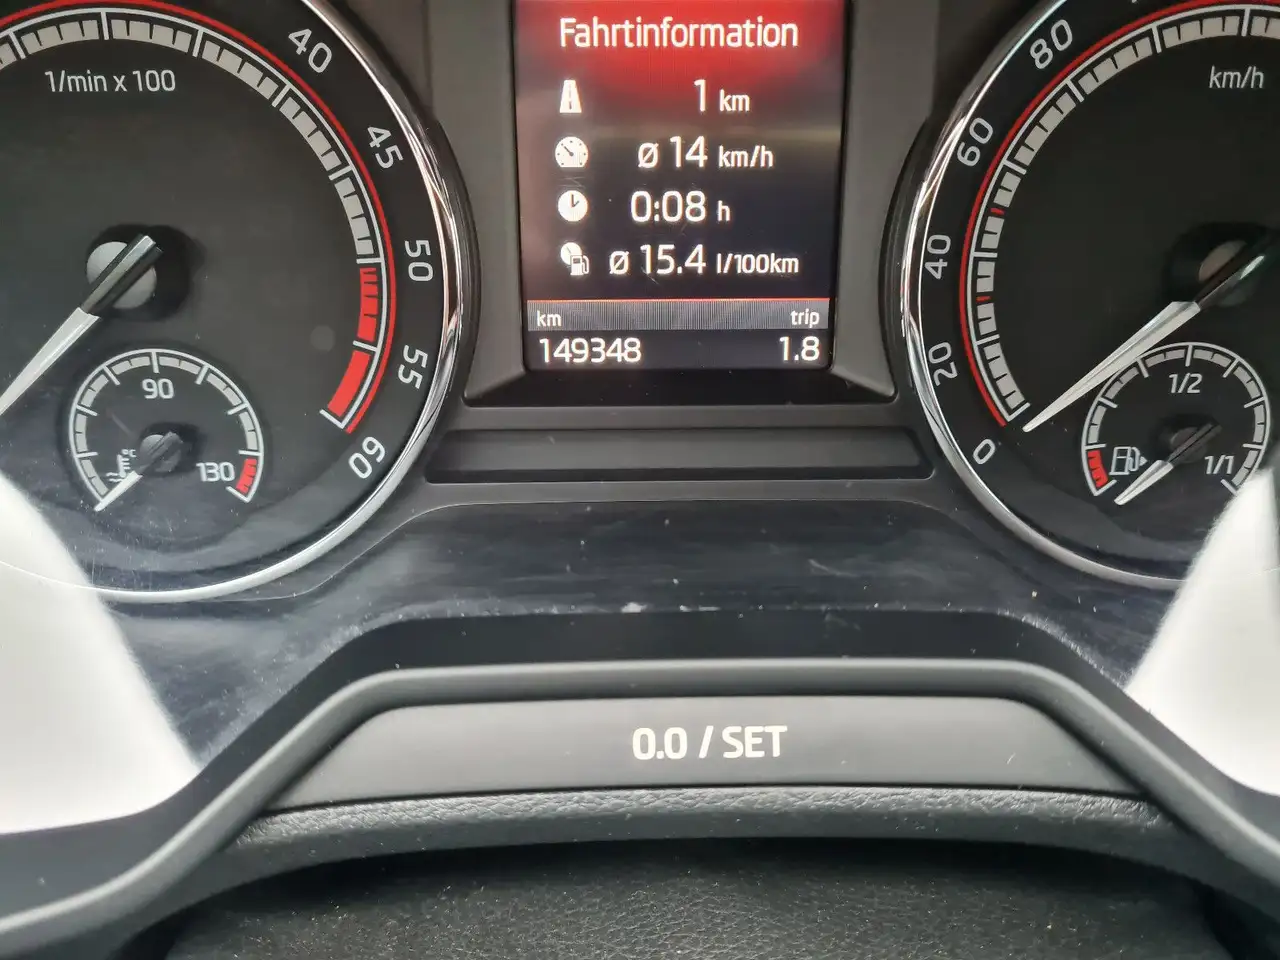 Fahrtinformation
1 km
ø 14 km/h
0:08 h
ø 15.4 l/100km
km trip
149348 1.8
1/min x 100
40
45
50
55
60
90
130
°C
km/h
80
60
40
20
0
1/2
1/1
0.0 / SET